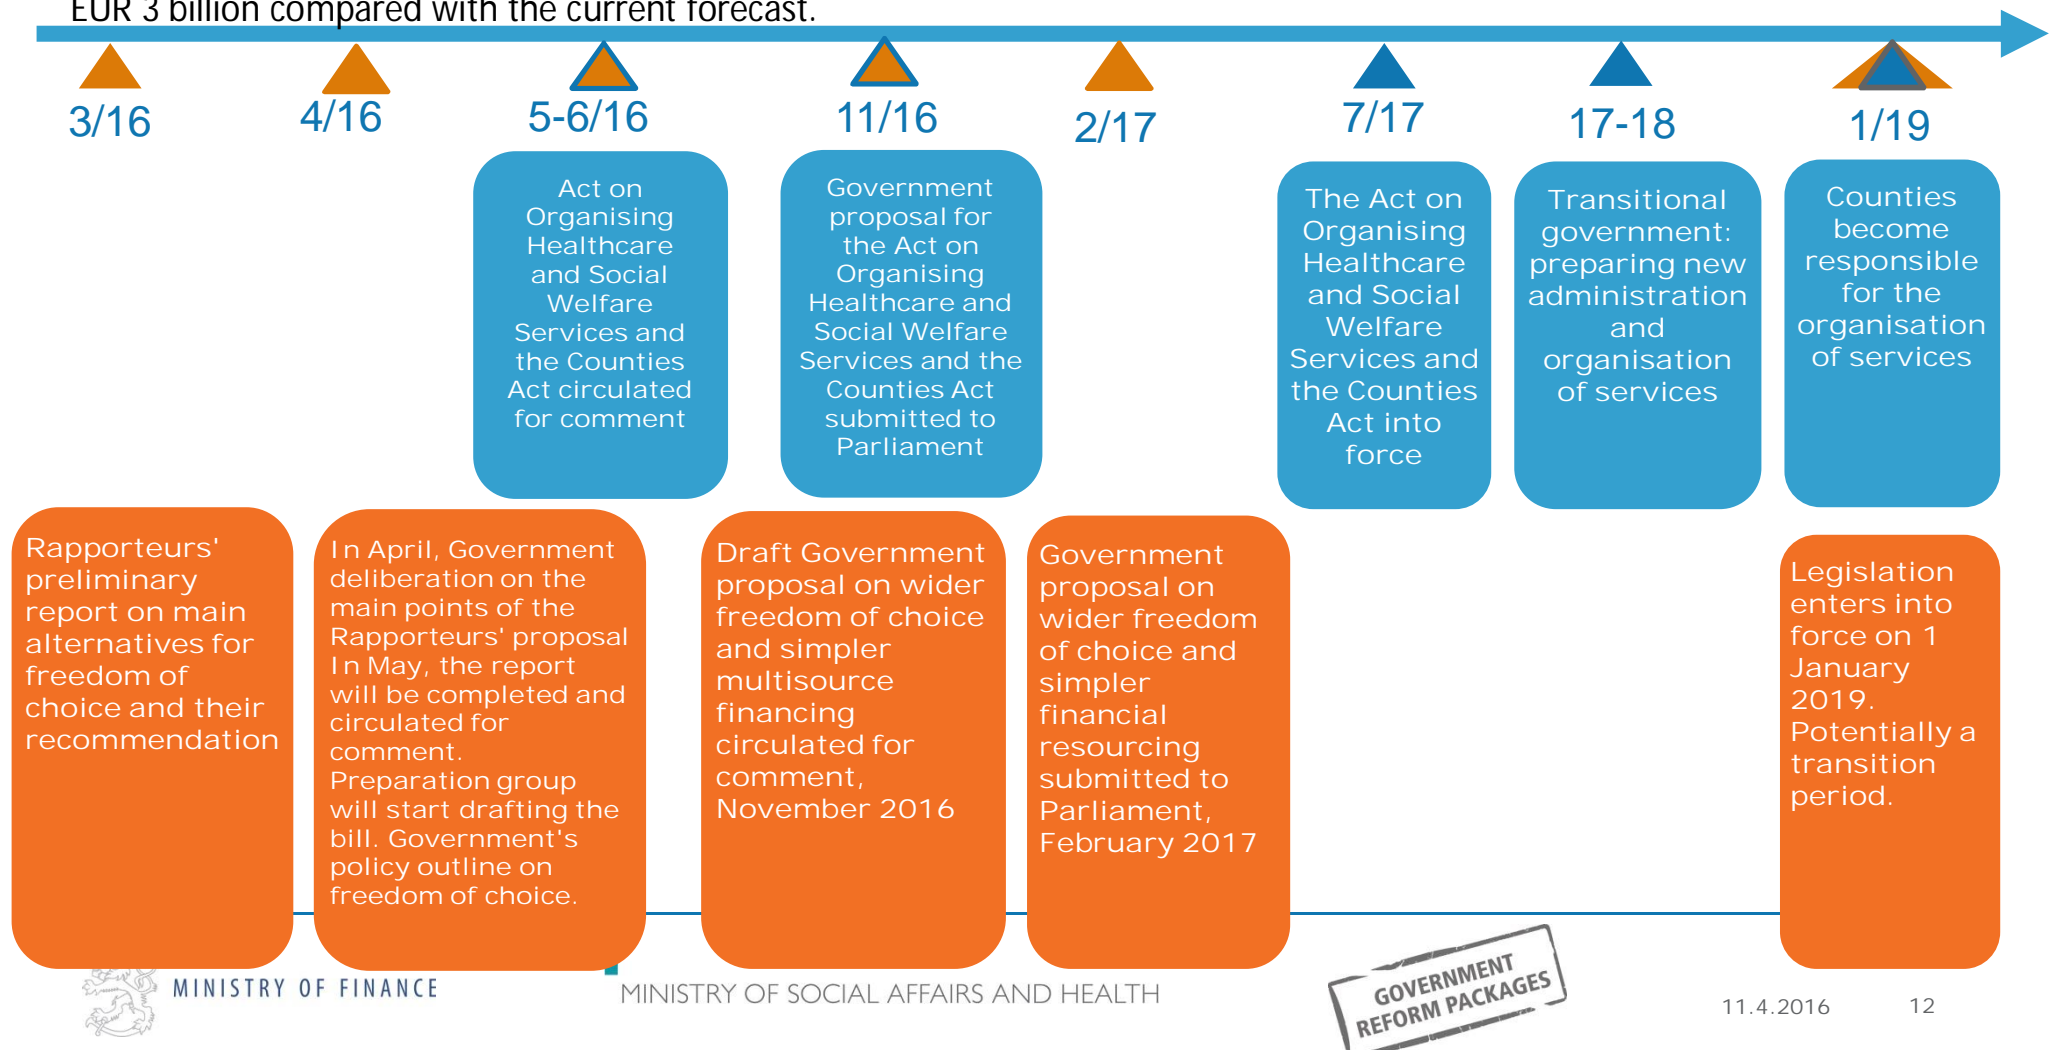 EUR 3 billion compared with the current forecast.
3/16
4/16
5-6/16
11/16
2/17
7/17
17-18
1/19
Act on
Organising
Healthcare
and Social
Welfare
Services and
the Counties
Act circulated
for comment
Government
proposal for
the Act on
Organising
Healthcare and
Social Welfare
Services and the
Counties Act
submitted to
Parliament
The Act on
Organising
Healthcare
and Social
Welfare
Services and
the Counties
Act into
force
Transitional
government:
preparing new
administration
and
organisation
of services
Counties
become
responsible
for the
organisation
of services
Rapporteurs'
preliminary
report on main
alternatives for
freedom of
choice and their
recommendation
In April, Government
deliberation on the
main points of the
Rapporteurs' proposal
In May, the report
will be completed and
circulated for
comment.
Preparation group
will start drafting the
bill. Government's
policy outline on
freedom of choice.
Draft Government
proposal on wider
freedom of choice
and simpler
multisource
financing
circulated for
comment,
November 2016
Government
proposal on
wider freedom
of choice and
simpler
financial
resourcing
submitted to
Parliament,
February 2017
Legislation
enters into
force on 1
January
2019.
Potentially a
transition
period.
MINISTRY OF FINANCE
MINISTRY OF SOCIAL AFFAIRS AND HEALTH
GOVERNMENT
REFORM PACKAGES
11.4.2016
12